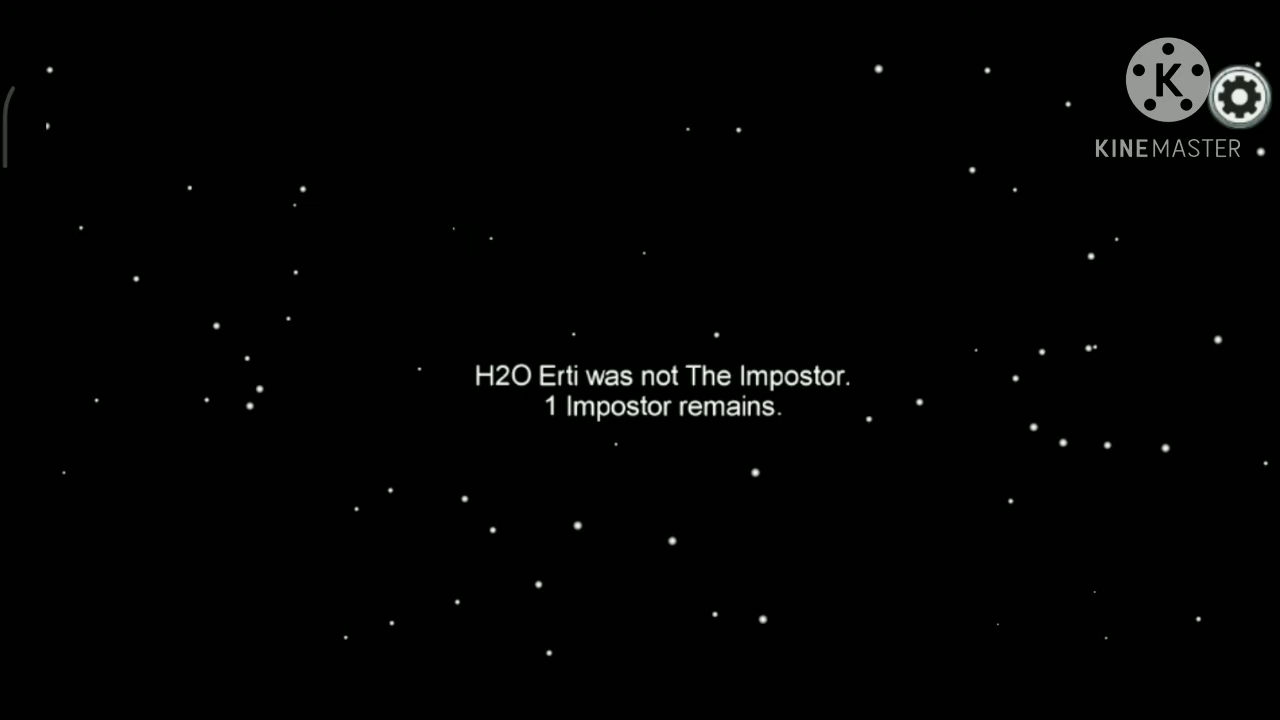 K
KINEMASTER
H2O Erti was not The Impostor.
1 Impostor remains.